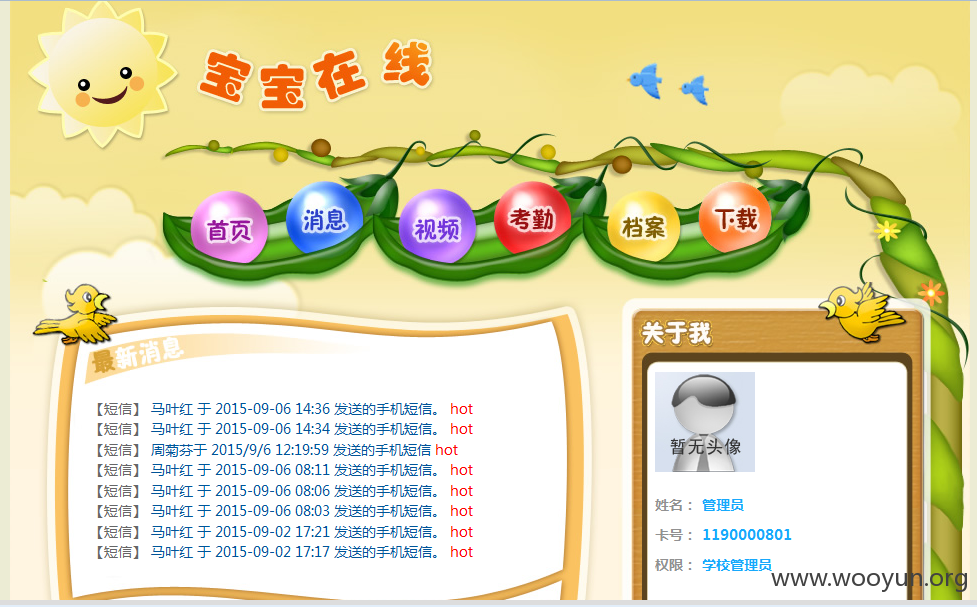 宝宝在线
首页 消息 视频 考勤 档案 下载
最新消息
【短信】 马叶红 于 2015-09-06 14:36 发送的手机短信。 hot
【短信】 马叶红 于 2015-09-06 14:34 发送的手机短信。 hot
【短信】 周菊芬于 2015/9/6 12:19:59 发送的手机短信 hot
【短信】 马叶红 于 2015-09-06 08:11 发送的手机短信。 hot
【短信】 马叶红 于 2015-09-06 08:06 发送的手机短信。 hot
【短信】 马叶红 于 2015-09-06 08:03 发送的手机短信。 hot
【短信】 马叶红 于 2015-09-02 17:21 发送的手机短信。 hot
【短信】 马叶红 于 2015-09-02 17:17 发送的手机短信。 hot
关于我
暂无头像
姓名： 管理员
卡号： 1190000801
权限： 学校管理员
www.wooyun.org